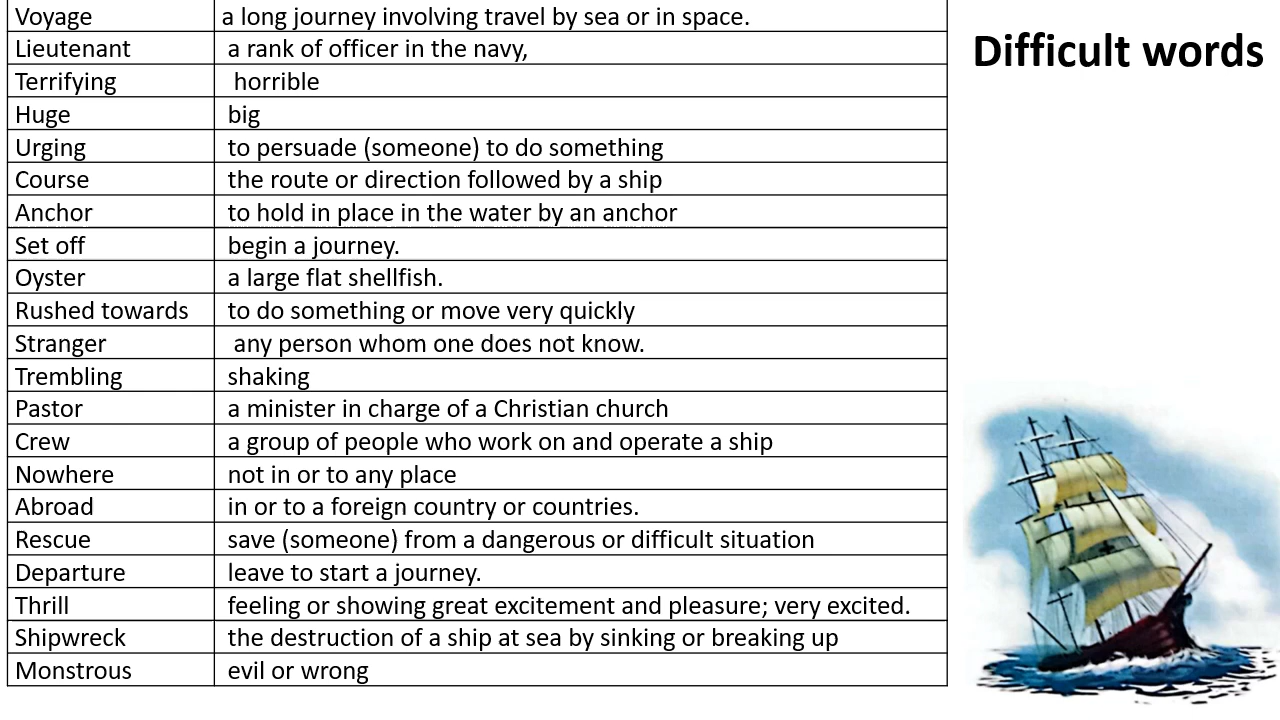 Difficult words
Voyage a long journey involving travel by sea or in space.
Lieutenant a rank of officer in the navy,
Terrifying horrible
Huge big
Urging to persuade (someone) to do something
Course the route or direction followed by a ship
Anchor to hold in place in the water by an anchor
Set off begin a journey.
Oyster a large flat shellfish.
Rushed towards to do something or move very quickly
Stranger any person whom one does not know.
Trembling shaking
Pastor a minister in charge of a Christian church
Crew a group of people who work on and operate a ship
Nowhere not in or to any place
Abroad in or to a foreign country or countries.
Rescue save (someone) from a dangerous or difficult situation
Departure leave to start a journey.
Thrill feeling or showing great excitement and pleasure; very excited.
Shipwreck the destruction of a ship at sea by sinking or breaking up
Monstrous evil or wrong